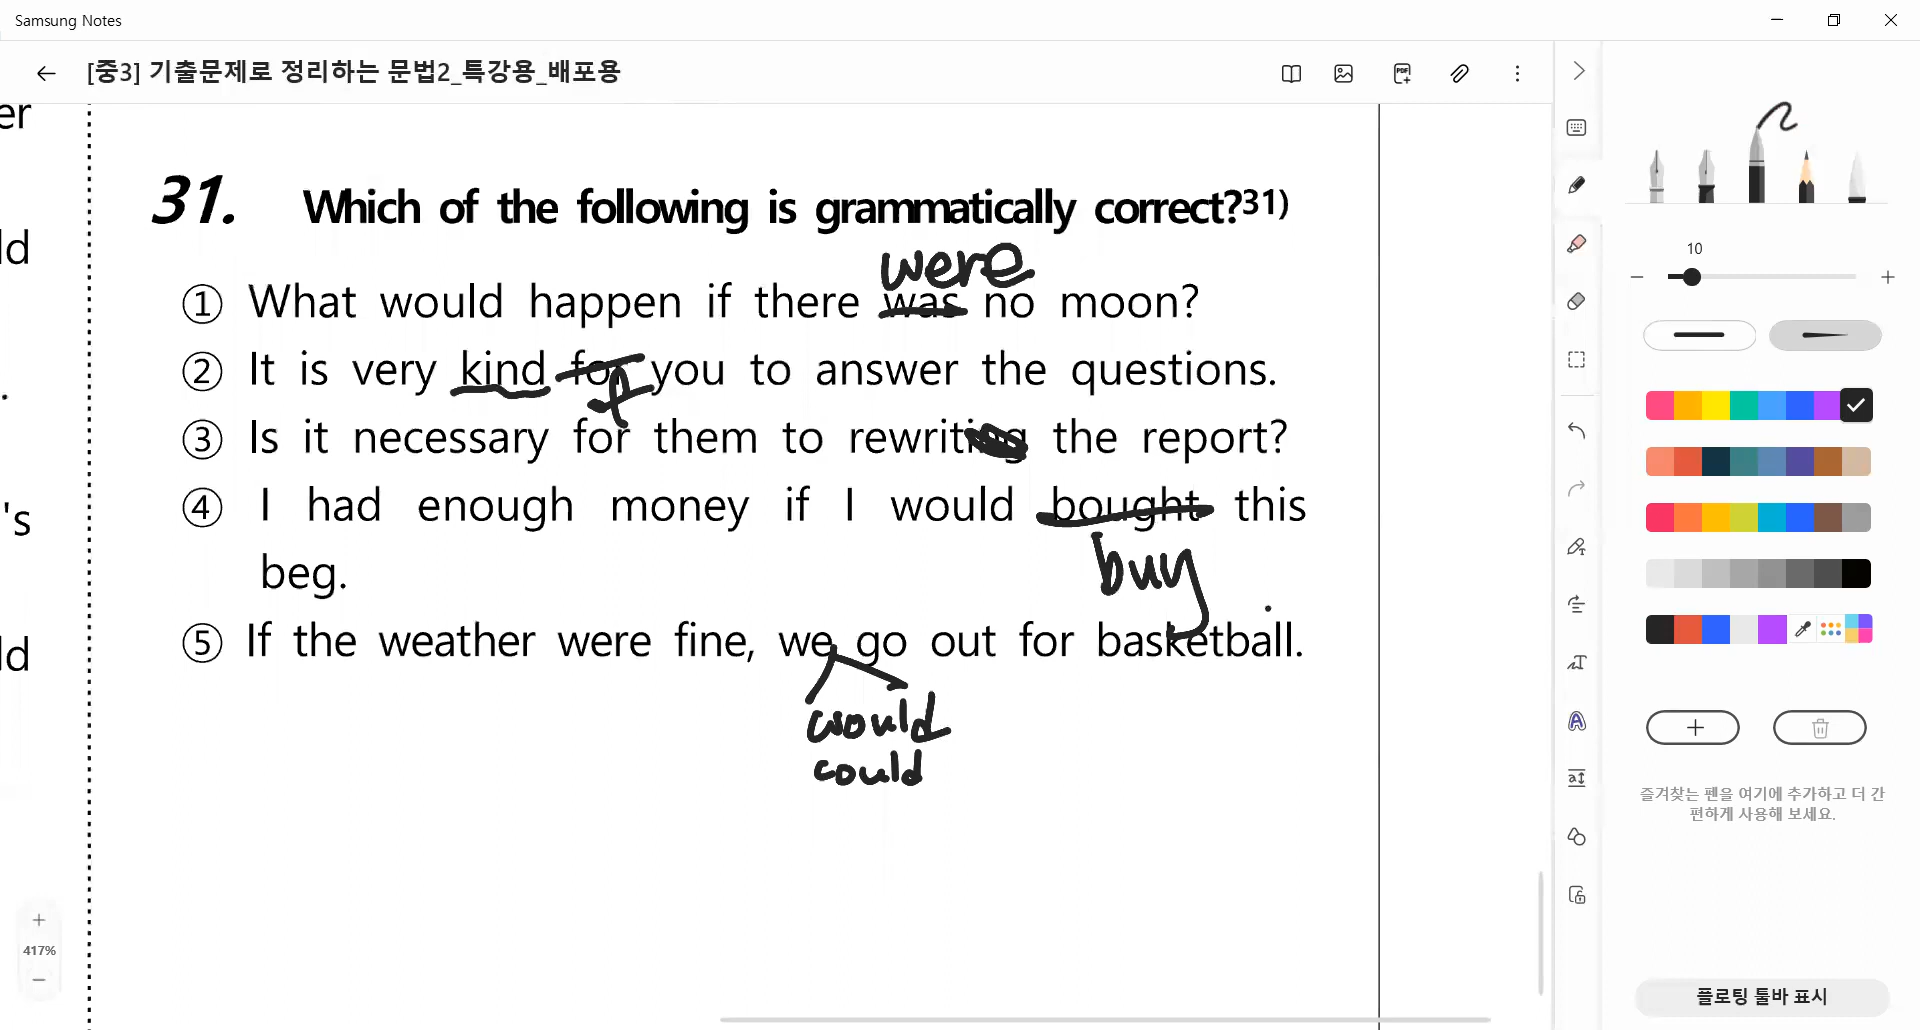 Samsung Notes
[중3] 기출문제로 정리하는 문법2_특강용_배포용
er
ld
.
's
ld
31. Which of the following is grammatically correct?31)
were
① What would happen if there was no moon?
② It is very kind for you to answer the questions.
f
③ Is it necessary for them to rewriting the report?
④ I had enough money if I would bought this
beg.
buy
⑤ If the weather were fine, we go out for basketball.
would
could
10
즐겨찾는 펜을 여기에 추가하고 더 간
편하게 사용해 보세요.
417%
플로팅 툴바 표시